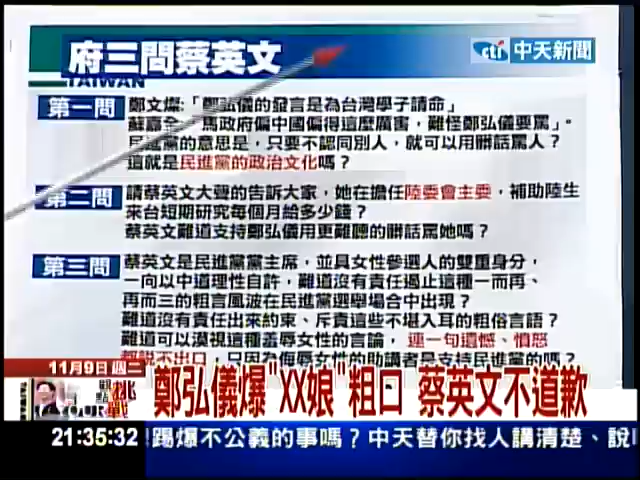 府三問蔡英文
cti 中天新聞
TAIWAN
第一問
鄭文燦:「鄭弘儀的發言是為台灣學子請命」
蘇嘉全 馬政府偏中國偏得這麼厲害,難怪鄭弘儀要罵」。
民進黨的意思是,只要不認同別人,就可以用髒話罵人?
這就是民進黨的政治文化嗎?
第二問
請蔡英文大聲的告訴大家,她在擔任陸委會主委,補助陸生
來台短期研究每個月給多少錢?
蔡英文難道支持鄭弘儀用更難聽的髒話罵她嗎?
第三問
蔡英文是民進黨黨主席,並具女性參選人的雙重身分,
一向以中道理性自許,難道沒有責任遏止這種一而再、
再而三的粗言風波在民進黨選舉場合中出現?
難道沒有責任出來約束、斥責這些不堪入耳的粗俗言語?
難道可以漠視這種羞辱女性的言論,連一句遺憾、憤怒
都說不出口,只因為侮辱女性的助講者是支持民進黨的嗎?
11月9日 週二
觀點
挑戰
鄭弘儀爆"XX娘"粗口 蔡英文不道歉
21:35:32
!踢爆不公義的事嗎?中天替你找人講清楚、說